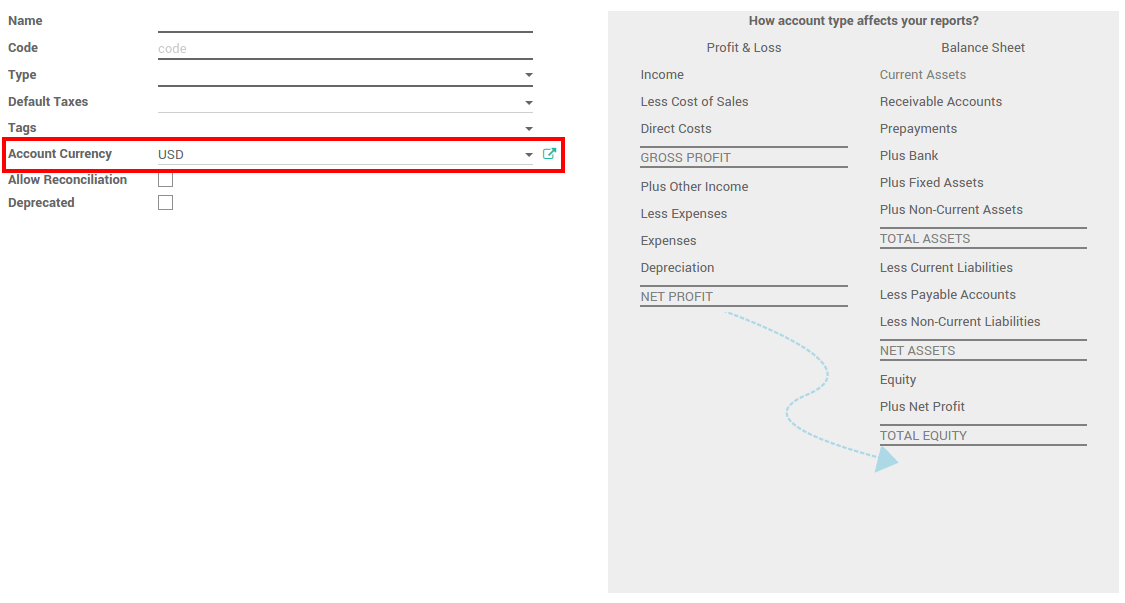 Name
Code
code
Type
Default Taxes
Tags
Account Currency
USD
Allow Reconciliation
Deprecated
How account type affects your reports?
Profit & Loss
Income
Less Cost of Sales
Direct Costs
GROSS PROFIT
Plus Other Income
Less Expenses
Expenses
Depreciation
NET PROFIT
Balance Sheet
Current Assets
Receivable Accounts
Prepayments
Plus Bank
Plus Fixed Assets
Plus Non-Current Assets
TOTAL ASSETS
Less Current Liabilities
Less Payable Accounts
Less Non-Current Liabilities
NET ASSETS
Equity
Plus Net Profit
TOTAL EQUITY